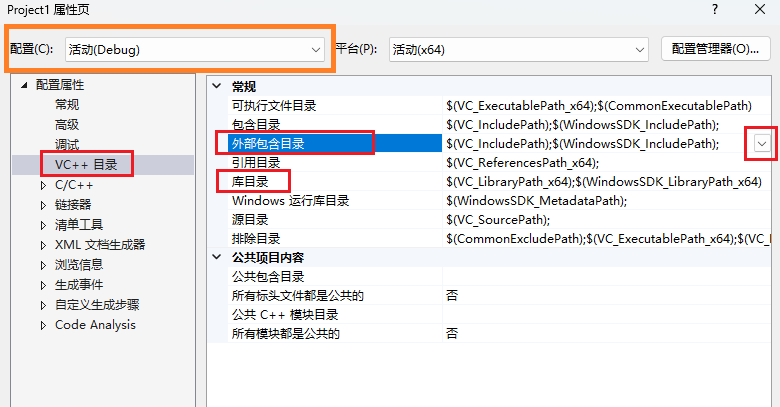 Project1 属性页
配置(C): 活动(Debug) 平台(P): 活动(x64) 配置管理器(O)...
配置属性
常规
高级
调试
VC++ 目录
C/C++
链接器
清单工具
XML 文档生成器
浏览信息
生成事件
自定义生成步骤
Code Analysis
常规
可执行文件目录 $(VC_ExecutablePath_x64);$(CommonExecutablePath)
包含目录 $(VC_IncludePath);$(WindowsSDK_IncludePath);
外部包含目录 $(VC_IncludePath);$(WindowsSDK_IncludePath);
引用目录 $(VC_ReferencesPath_x64);
库目录 $(VC_LibraryPath_x64);$(WindowsSDK_LibraryPath_x64)
Windows 运行库目录 $(WindowsSDK_MetadataPath);
源目录 $(VC_SourcePath);
排除目录 $(CommonExcludePath);$(VC_ExecutablePath_x64);$(VC_
公共项目内容
公共包含目录
所有标头文件都是公共的 否
公共 C++ 模块目录
所有模块都是公共的 否